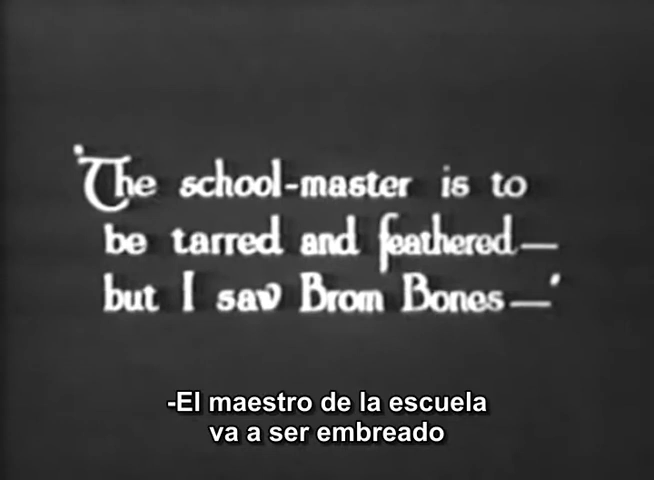 'The school-master is to
be tarred and feathered—
but I saw Brom Bones—'
-El maestro de la escuela
va a ser embreado